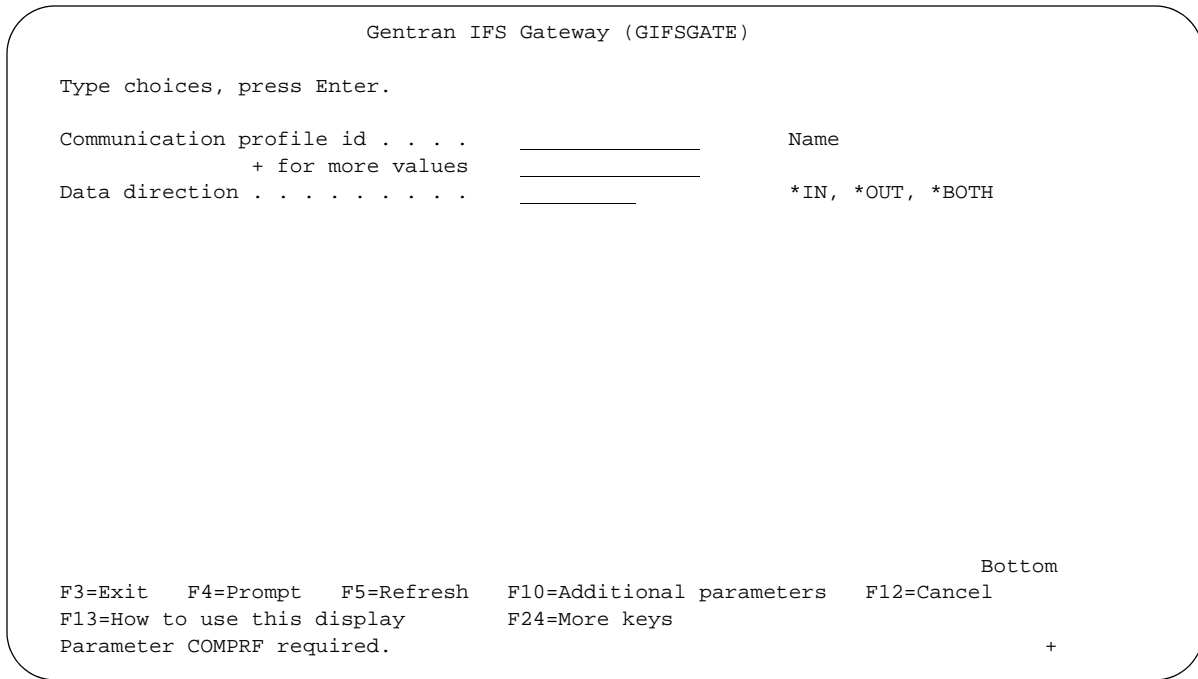 Gentran IFS Gateway (GIFSGATE)
Type choices, press Enter.
Communication profile id . . . . Name
+ for more values
Data direction . . . . . . . . . *IN, *OUT, *BOTH
Bottom
F3=Exit F4=Prompt F5=Refresh F10=Additional parameters F12=Cancel
F13=How to use this display F24=More keys
Parameter COMPRF required. +